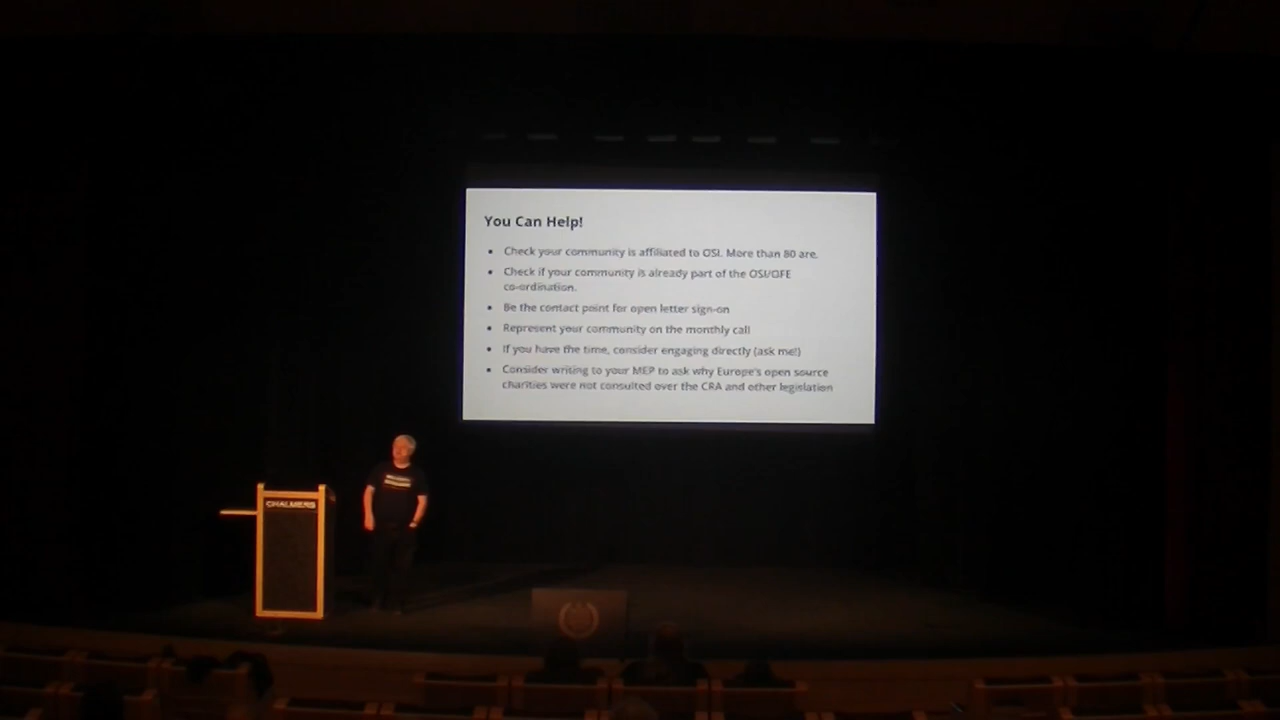 You Can Help!
Check your community is affiliated to OSI. More than 80 are.
Check if your community is already part of the OSI/OFE
co-ordination.
Be the contact point for open letter sign-on
Represent your community on the monthly call
If you have the time, consider engaging directly (ask me!)
Consider writing to your MEP to ask why Europe's open source
charities were not consulted over the CRA and other legislation
CHALMERS